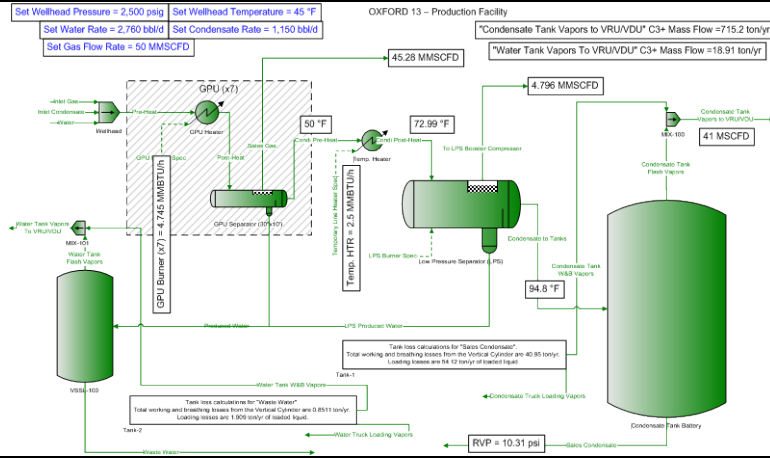 Set Wellhead Pressure = 2,500 psig
Set Wellhead Temperature = 45 °F
OXFORD 13 – Production Facility
Set Water Rate = 2,760 bbl/d
Set Condensate Rate = 1,150 bbl/d
"Condensate Tank Vapors to VRU/VDU" C3+ Mass Flow =715.2 ton/yr
Set Gas Flow Rate = 50 MMSCFD
"Water Tank Vapors To VRU/VDU" C3+ Mass Flow =18.91 ton/yr
45.28 MMSCFD
4.796 MMSCFD
GPU (x7)
Inlet Gas
Inlet Condensate
Water
Wellhead
Pre-Heat
GPU Heater
50 °F
72.99 °F
Condensate Tank
Vapors to VRU/VDU
MIX-100
41 MSCFD
Sales Gas
Cond Pre-Heat
Cond Post-Heat
Temp. Heater
To LPS Booster Compressor
GPU
Spec
Post-Heat
Condensate Tank
Flash Vapors
GPU Burner (x7) = 4.745 MMBTU/h
Temporary Line Heater Spec
Temp. HTR = 2.5 MMBTU/h
GPU Separator (30"x10')
Water Tank Vapors
To VRU/VDU
MIX-101
Water Tank
Flash Vapors
Condensate to Tanks
LPS Burner Spec
Low Pressure Separator (LPS)
Condensate Tank
W&B Vapors
94.8 °F
Produced Water
LPS Produced Water
Tank loss calculations for "Sales Condensate".
Total working and breathing losses from the Vertical Cylinder are 40.95 ton/yr.
Loading losses are 54.12 ton/yr of loaded liquid.
Tank-1
VSSL-100
Water Tank W&B Vapors
Condensate Truck Loading Vapors
Tank loss calculations for "Waste Water"
Total working and breathing losses from the Vertical Cylinder are 0.8511 ton/yr.
Loading losses are 1.909 ton/yr of loaded liquid.
Tank-2
Water Truck Loading Vapors
Condensate Tank Battery
RVP = 10.31 psi
Sales Condensate
Waste Water